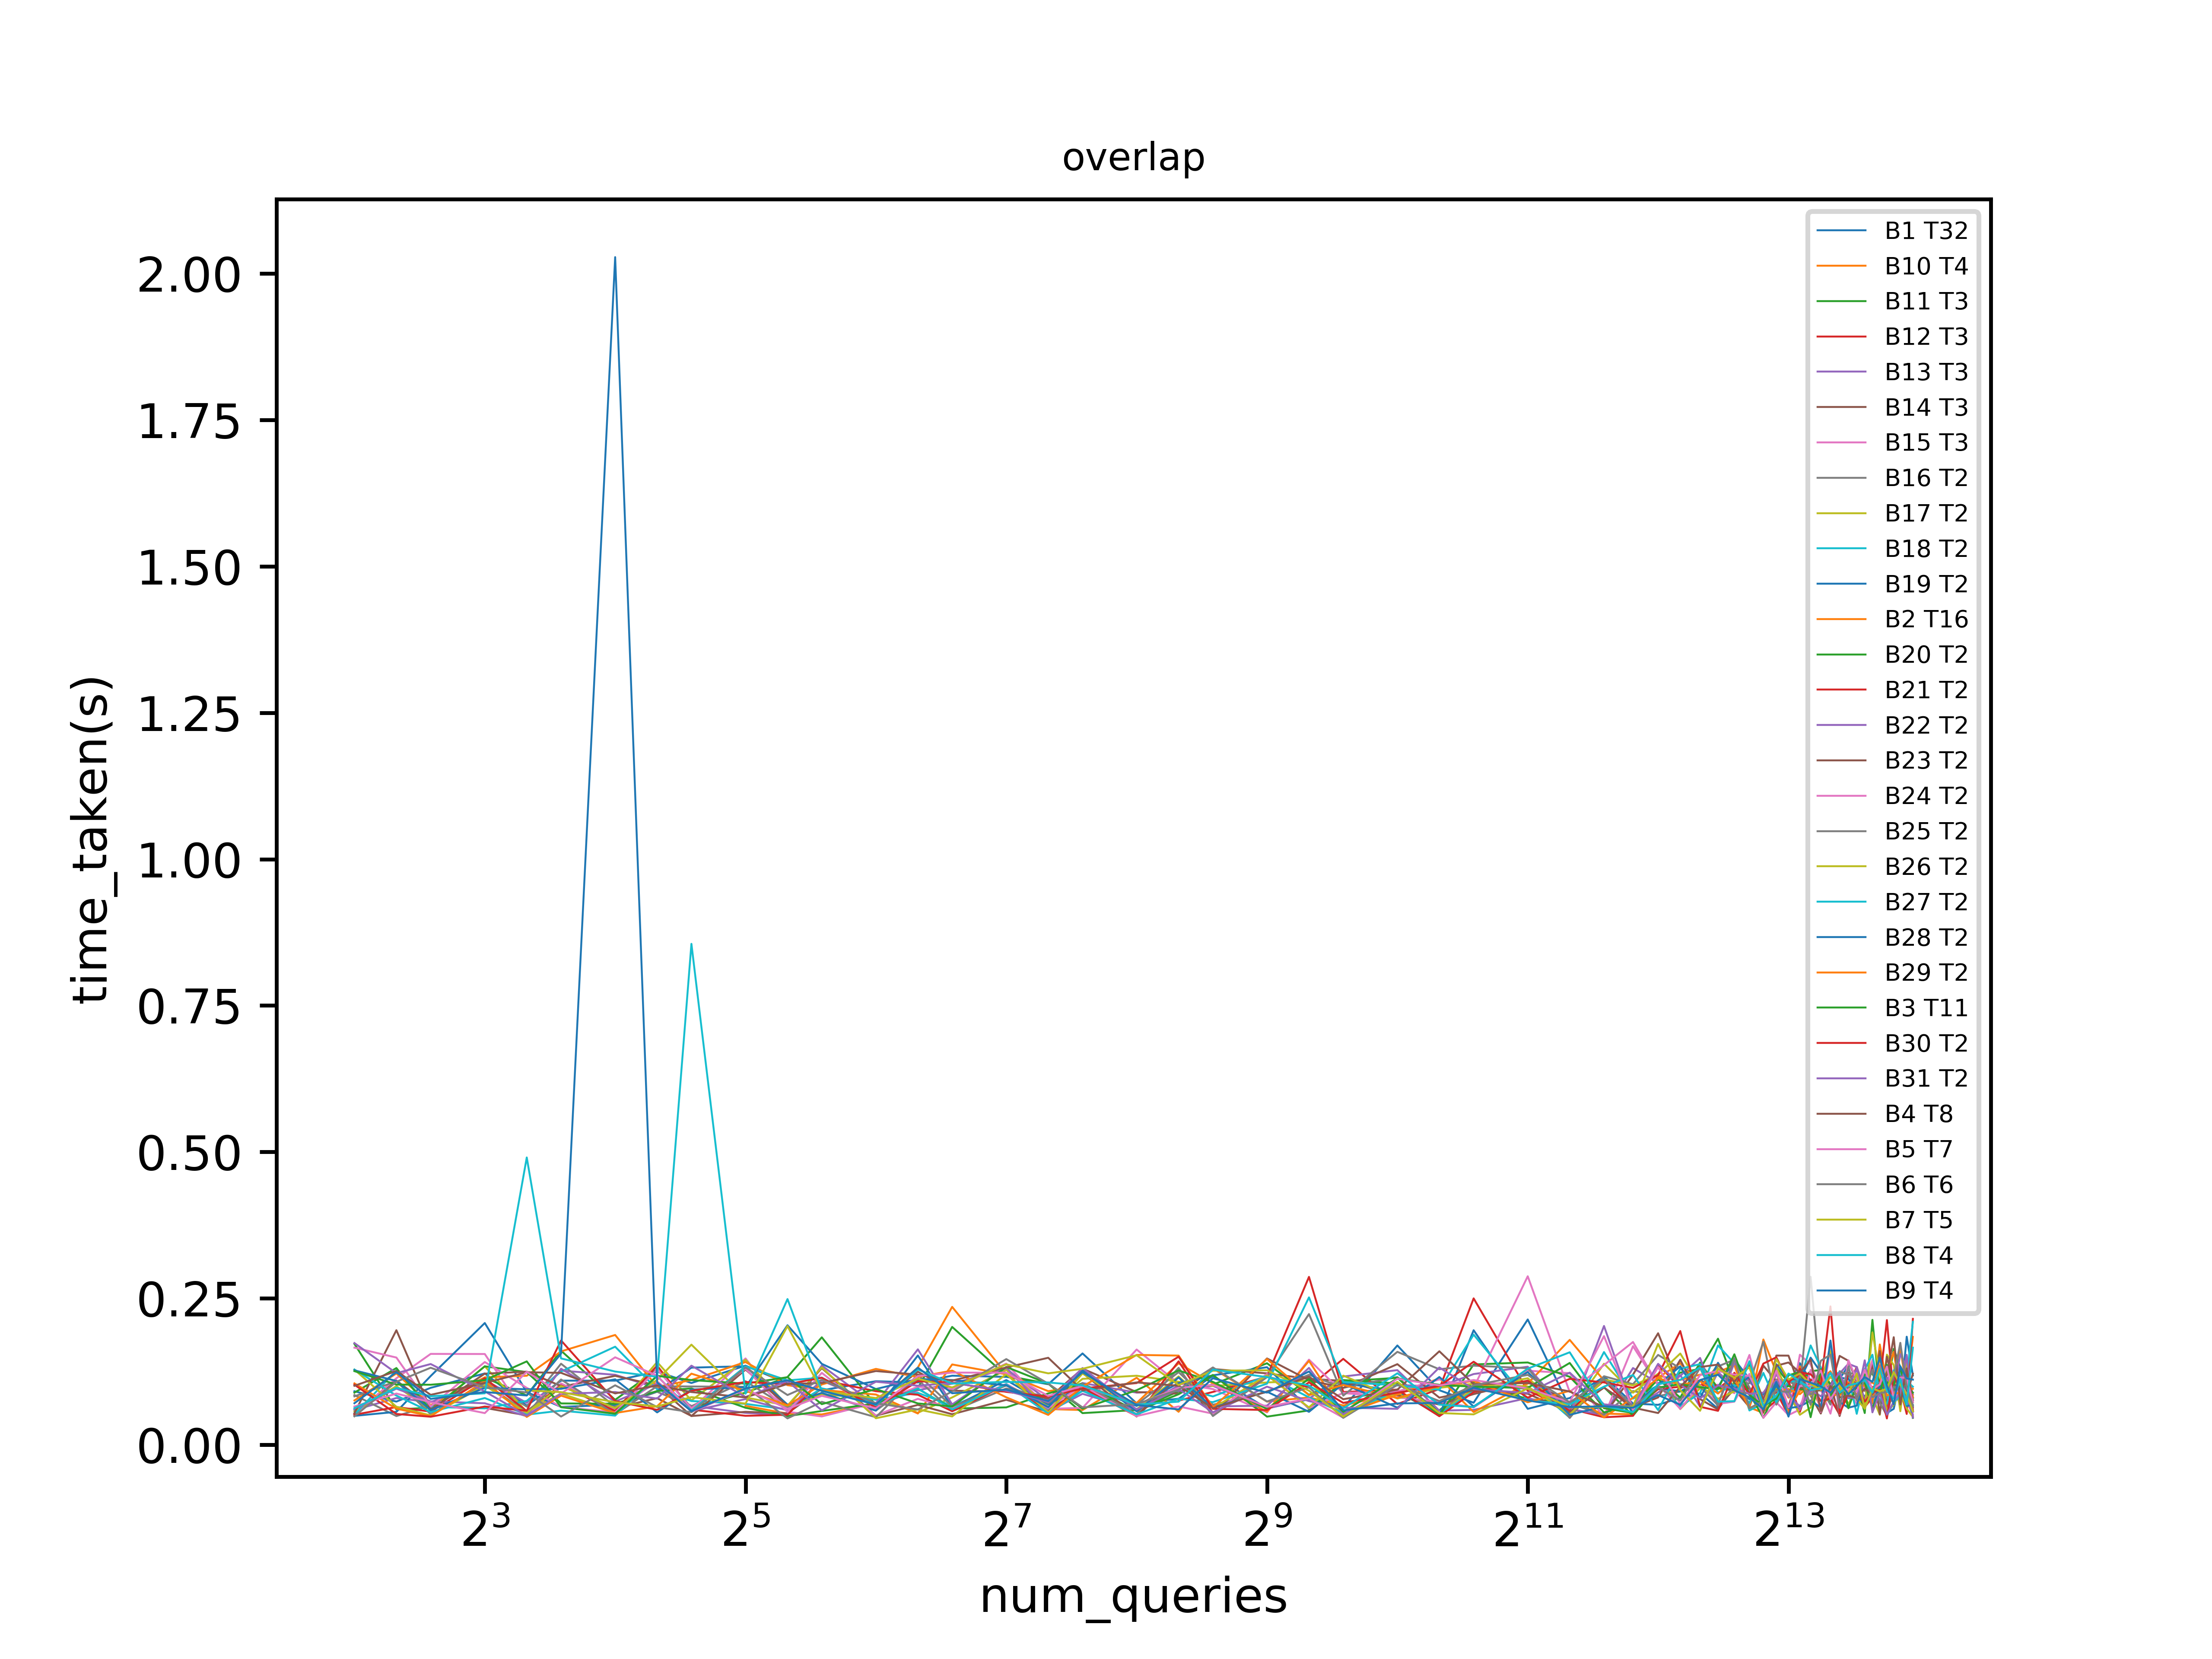 overlap
2.00
1.75
1.50
1.25
1.00
0.75
0.50
0.25
0.00
time_taken(s)
2^3 2^5 2^7 2^9 2^11 2^13
num_queries
B1 T32
B10 T4
B11 T3
B12 T3
B13 T3
B14 T3
B15 T3
B16 T2
B17 T2
B18 T2
B19 T2
B2 T16
B20 T2
B21 T2
B22 T2
B23 T2
B24 T2
B25 T2
B26 T2
B27 T2
B28 T2
B29 T2
B3 T11
B30 T2
B31 T2
B4 T8
B5 T7
B6 T6
B7 T5
B8 T4
B9 T4